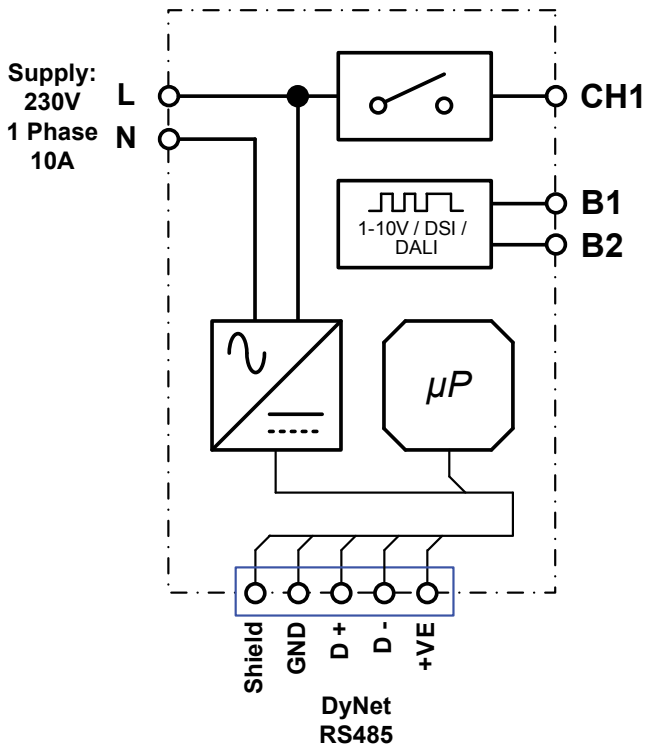 Supply:
230V
1 Phase
10A
L
N
CH1
B1
B2
1-10V / DSI /
DALI
µP
Shield
GND
D +
D -
+VE
DyNet
RS485